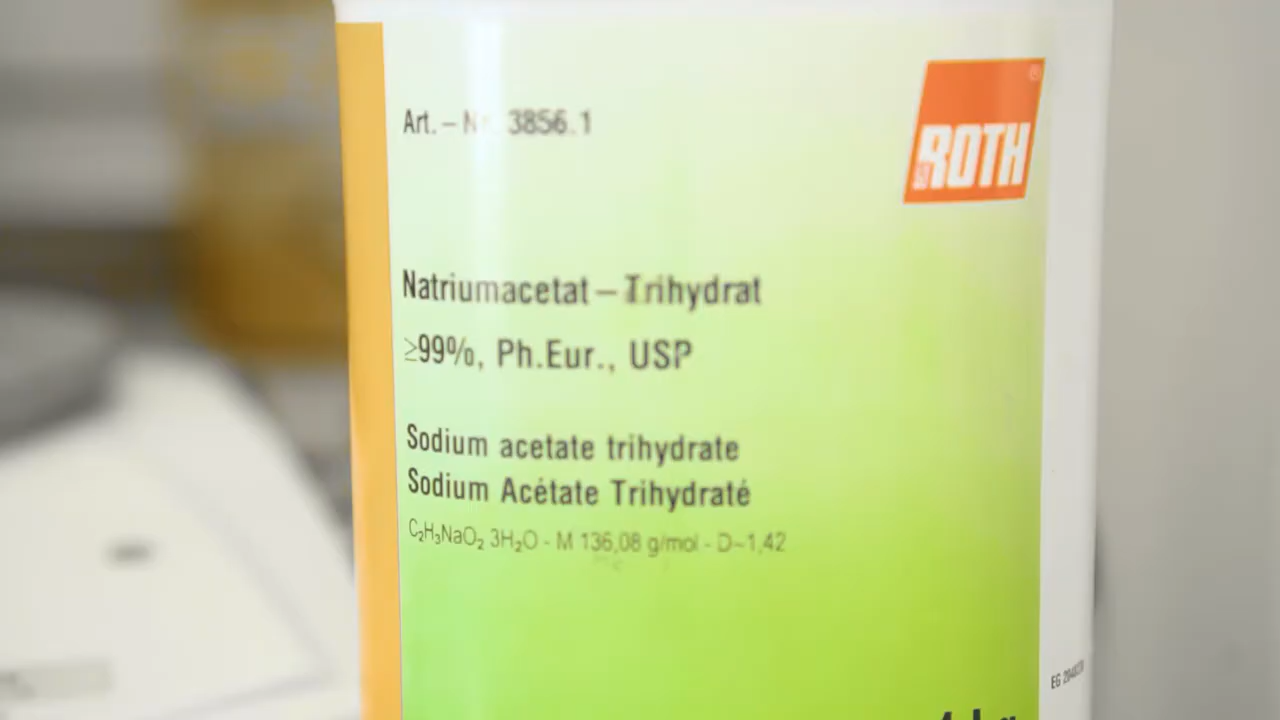 Art.–Nr. 3856.1
ROTH
Natriumacetat – Trihydrat
≥99%, Ph.Eur., USP
Sodium acetate trihydrate
Sodium Acétate Trihydraté
C₂H₃NaO₂ 3H₂O - M 136,08 g/mol - D~1,42
EG